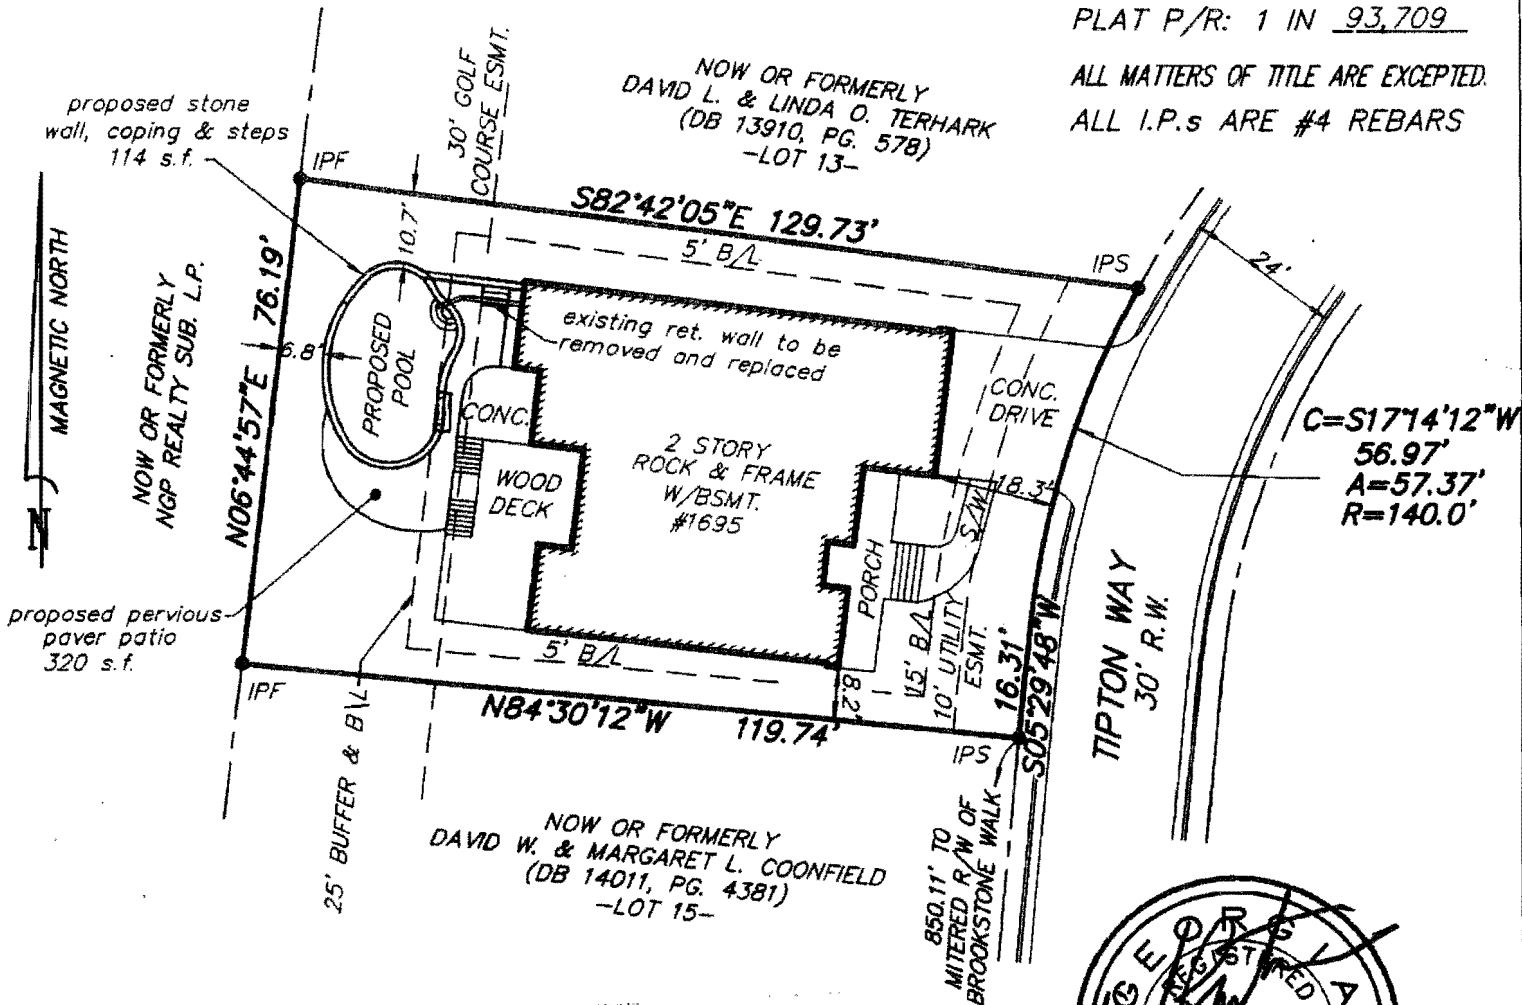 PLAT P/R: 1 IN 93,709
ALL MATTERS OF TITLE ARE EXCEPTED.
ALL I.P.s ARE #4 REBARS
proposed stone
wall, coping & steps
114 s.f.
30' GOLF
COURSE ESMT.
NOW OR FORMERLY
DAVID L. & LINDA O. TERHARK
(DB 13910, PG. 578)
-LOT 13-
IPF
S82°42'05"E 129.73'
5' B/L
IPS
24'
MAGNETIC NORTH
N
NOW OR FORMERLY
NGP REALTY SUB. L.P.
N06°44'57"E 76.19'
10.7'
6.8'
PROPOSED
POOL
existing ret. wall to be
removed and replaced
CONC.
CONC.
DRIVE
WOOD
DECK
2 STORY
ROCK & FRAME
W/BSMT.
#1695
C=S17°14'12"W
56.97'
A=57.37'
R=140.0'
18.3'
S/W
PORCH
proposed pervious
paver patio
320 s.f.
5' B/L
8.2'
15' B/L
10' UTILITY
ESMT.
16.31'
S05°29'48"W
TIPTON WAY
30' R.W.
IPF
N84°30'12"W 119.74'
IPS
25' BUFFER & B\L
NOW OR FORMERLY
DAVID W. & MARGARET L. COONFIELD
(DB 14011, PG. 4381)
-LOT 15-
850.11' TO
MITERED R/W OF
BROOKSTONE WALK
GEORGIA
REGISTERED